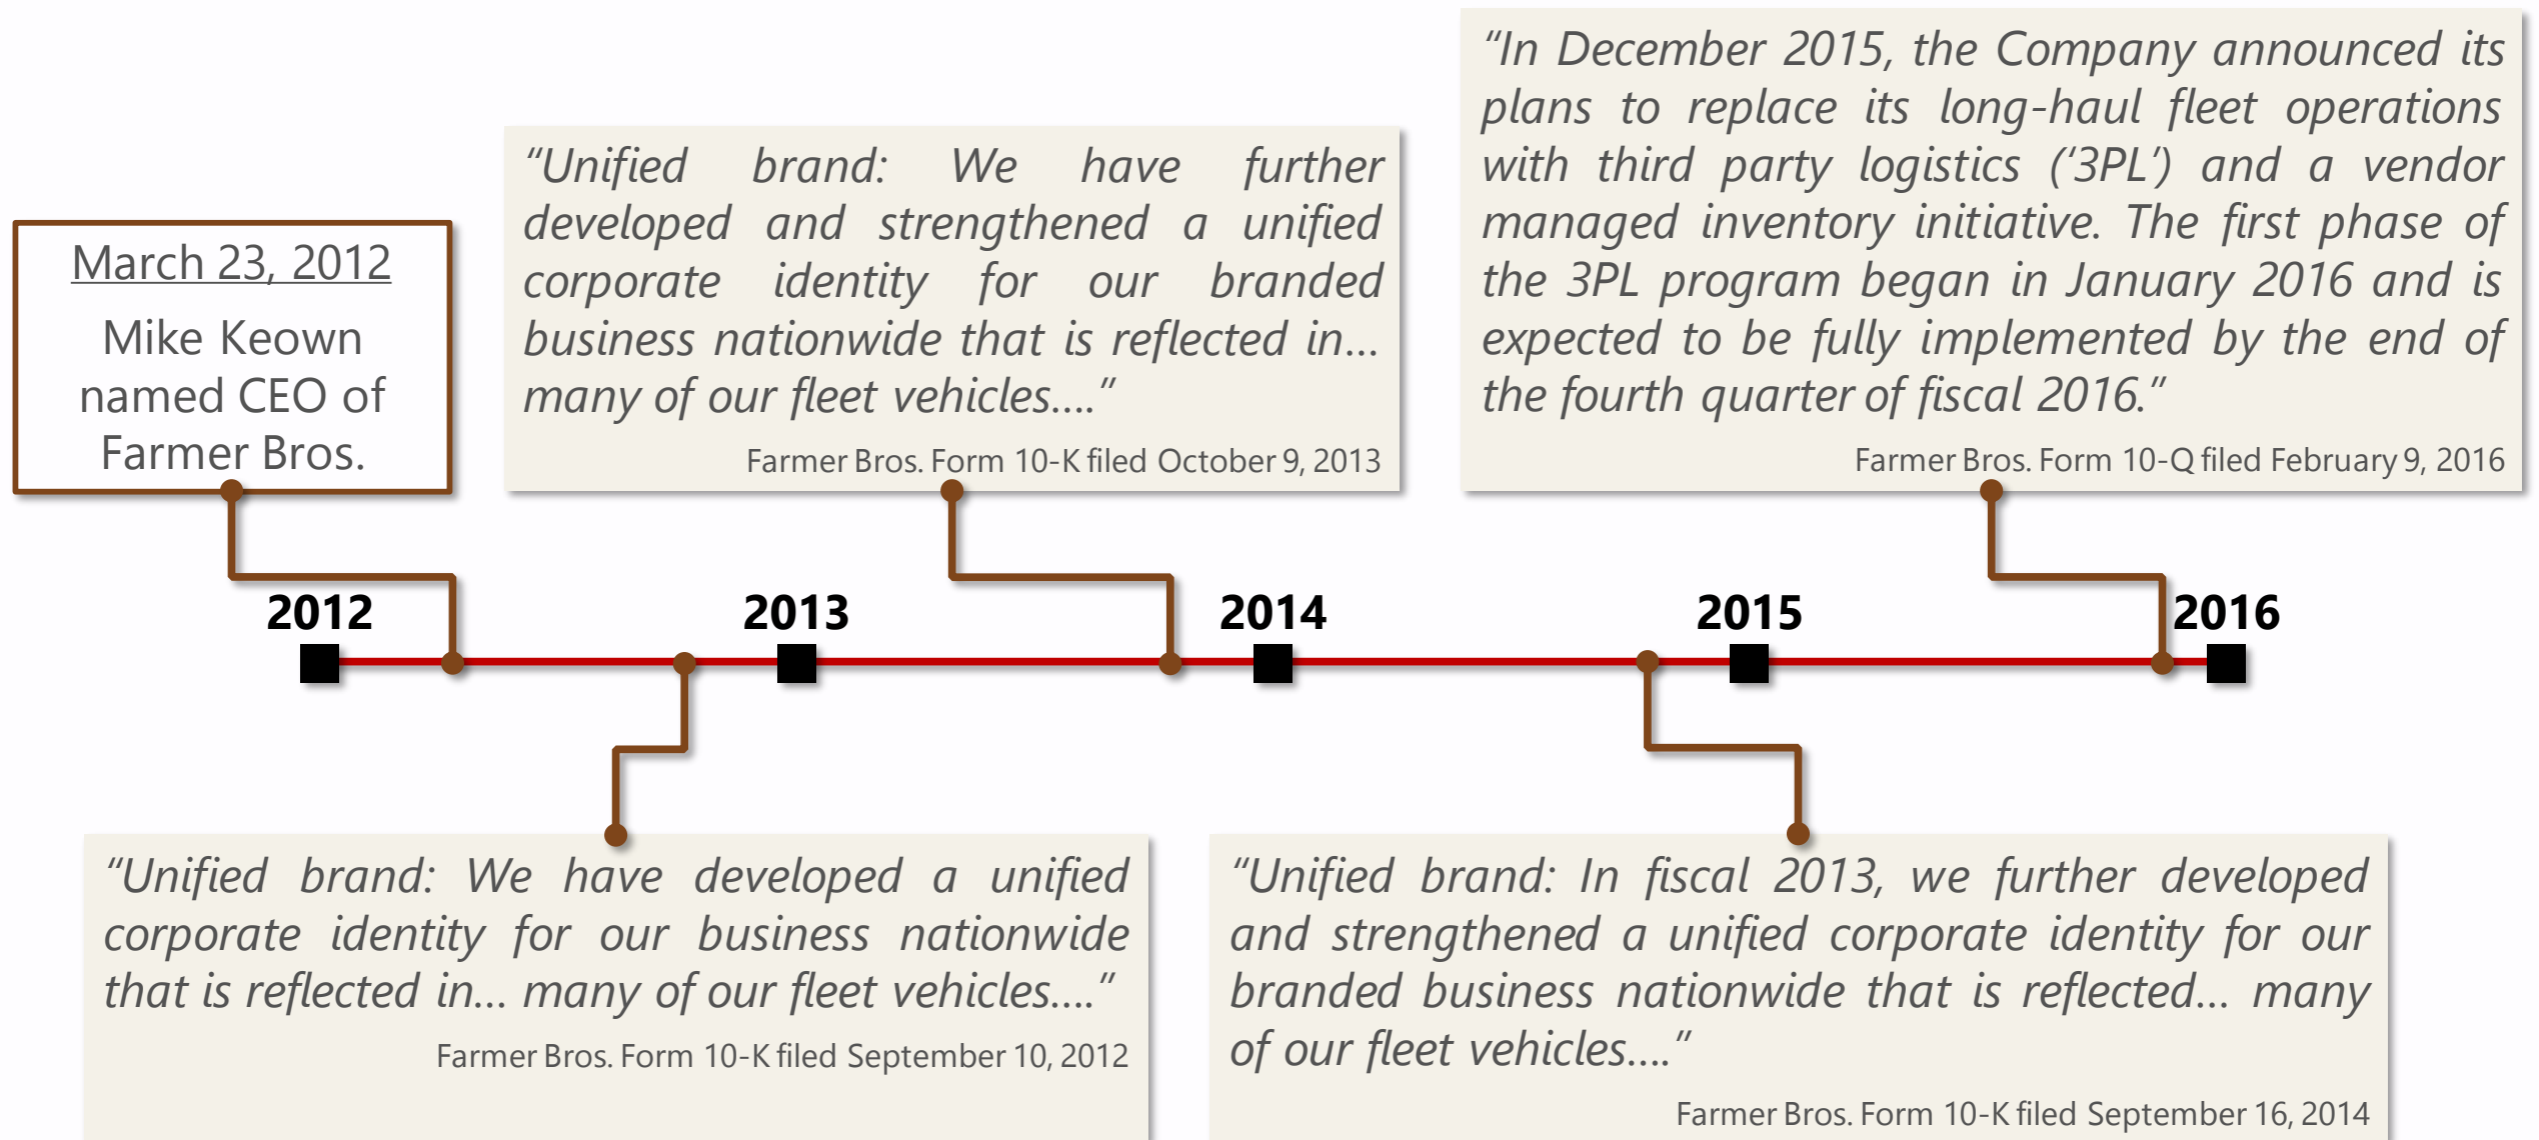 March 23, 2012
Mike Keown
named CEO of
Farmer Bros.
“Unified brand: We have further
developed and strengthened a unified
corporate identity for our branded
business nationwide that is reflected in...
many of our fleet vehicles....”
Farmer Bros. Form 10-K filed October 9, 2013
“In December 2015, the Company announced its
plans to replace its long-haul fleet operations
with third party logistics (‘3PL’) and a vendor
managed inventory initiative. The first phase of
the 3PL program began in January 2016 and is
expected to be fully implemented by the end of
the fourth quarter of fiscal 2016.”
Farmer Bros. Form 10-Q filed February 9, 2016
2012
2013
2014
2015
2016
“Unified brand: We have developed a unified
corporate identity for our business nationwide
that is reflected in... many of our fleet vehicles....”
Farmer Bros. Form 10-K filed September 10, 2012
“Unified brand: In fiscal 2013, we further developed
and strengthened a unified corporate identity for our
branded business nationwide that is reflected... many
of our fleet vehicles....”
Farmer Bros. Form 10-K filed September 16, 2014